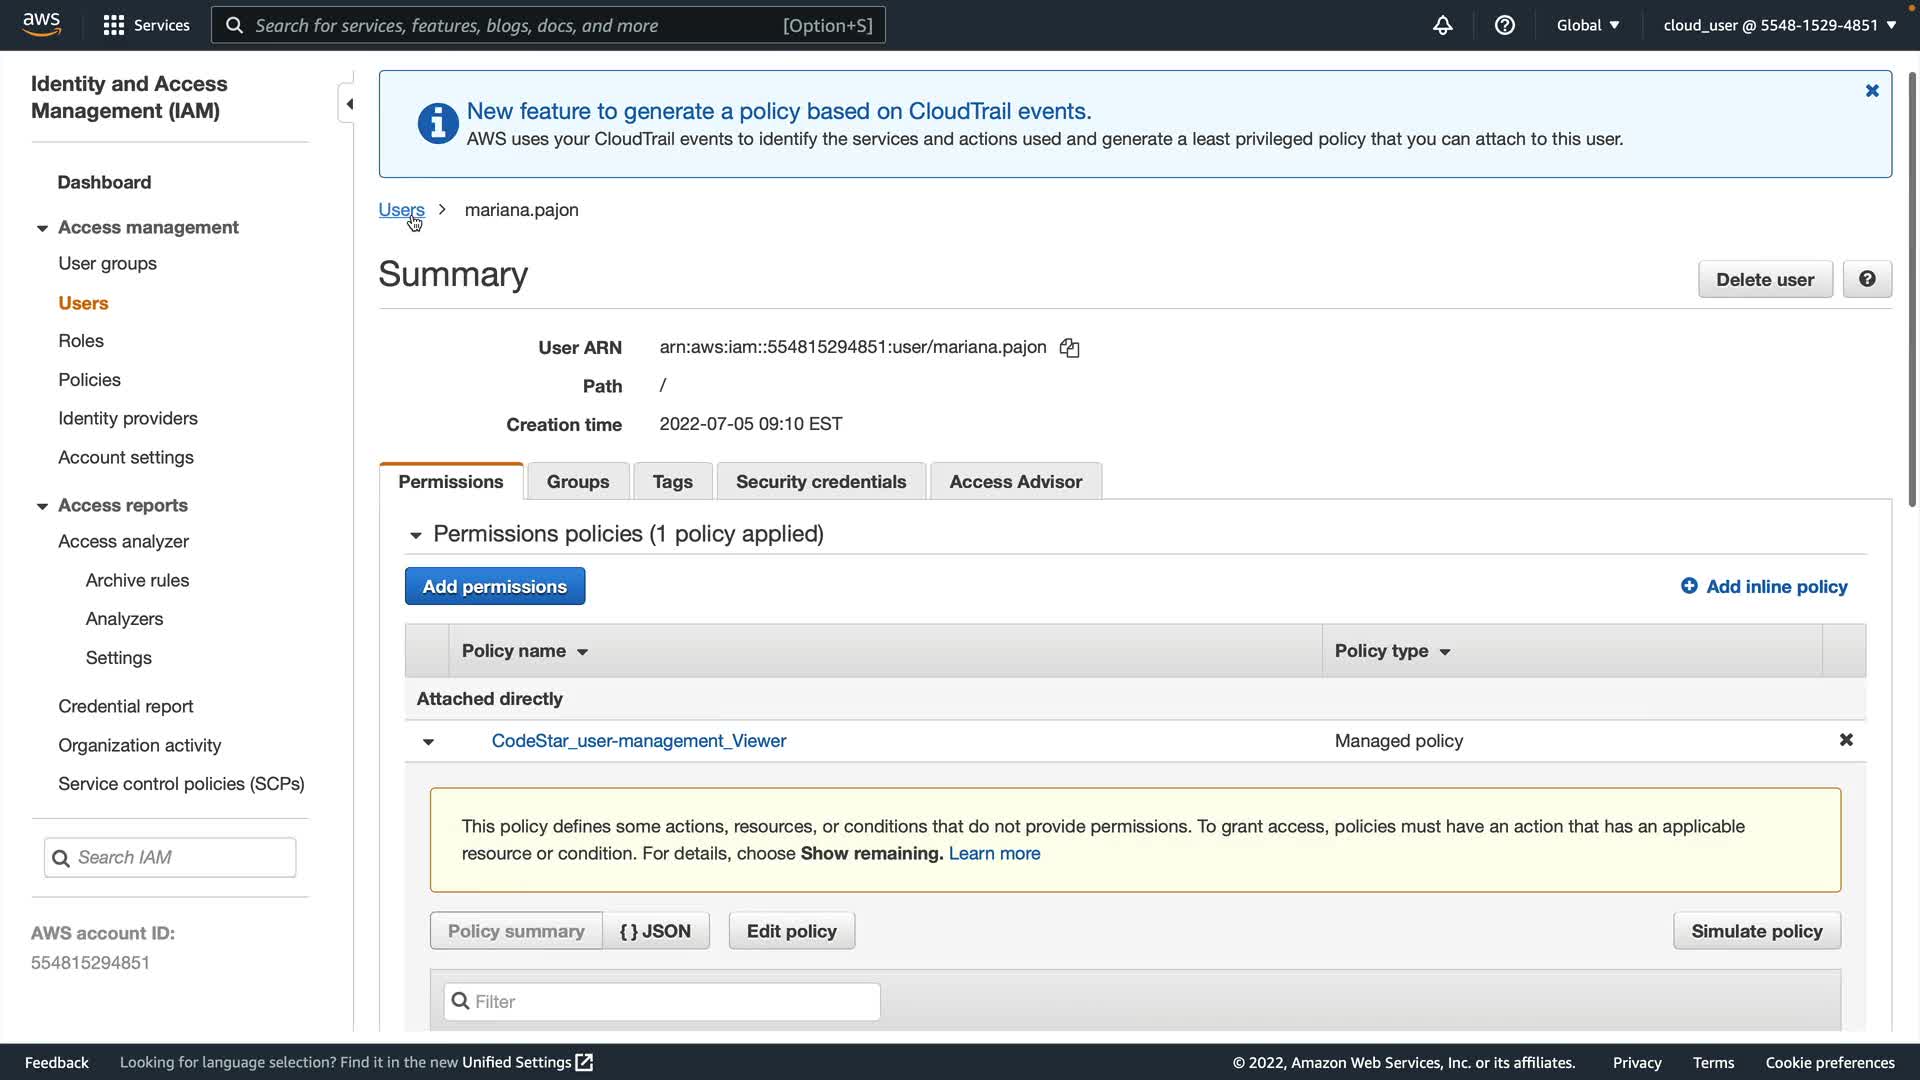 aws
Services
Search for services, features, blogs, docs, and more
[Option+S]
Global
cloud_user @ 5548-1529-4851
Identity and Access
Management (IAM)
Dashboard
Access management
User groups
Users
Roles
Policies
Identity providers
Account settings
Access reports
Access analyzer
Archive rules
Analyzers
Settings
Credential report
Organization activity
Service control policies (SCPs)
Search IAM
AWS account ID:
554815294851
New feature to generate a policy based on CloudTrail events.
AWS uses your CloudTrail events to identify the services and actions used and generate a least privileged policy that you can attach to this user.
Users > mariana.pajon
Summary
Delete user
User ARN arn:aws:iam::554815294851:user/mariana.pajon
Path /
Creation time 2022-07-05 09:10 EST
Permissions
Groups
Tags
Security credentials
Access Advisor
Permissions policies (1 policy applied)
Add permissions
Add inline policy
Policy name
Policy type
Attached directly
CodeStar_user-management_Viewer
Managed policy
This policy defines some actions, resources, or conditions that do not provide permissions. To grant access, policies must have an action that has an applicable
resource or condition. For details, choose Show remaining. Learn more
Policy summary
{ } JSON
Edit policy
Simulate policy
Filter
Feedback
Looking for language selection? Find it in the new Unified Settings
© 2022, Amazon Web Services, Inc. or its affiliates.
Privacy
Terms
Cookie preferences